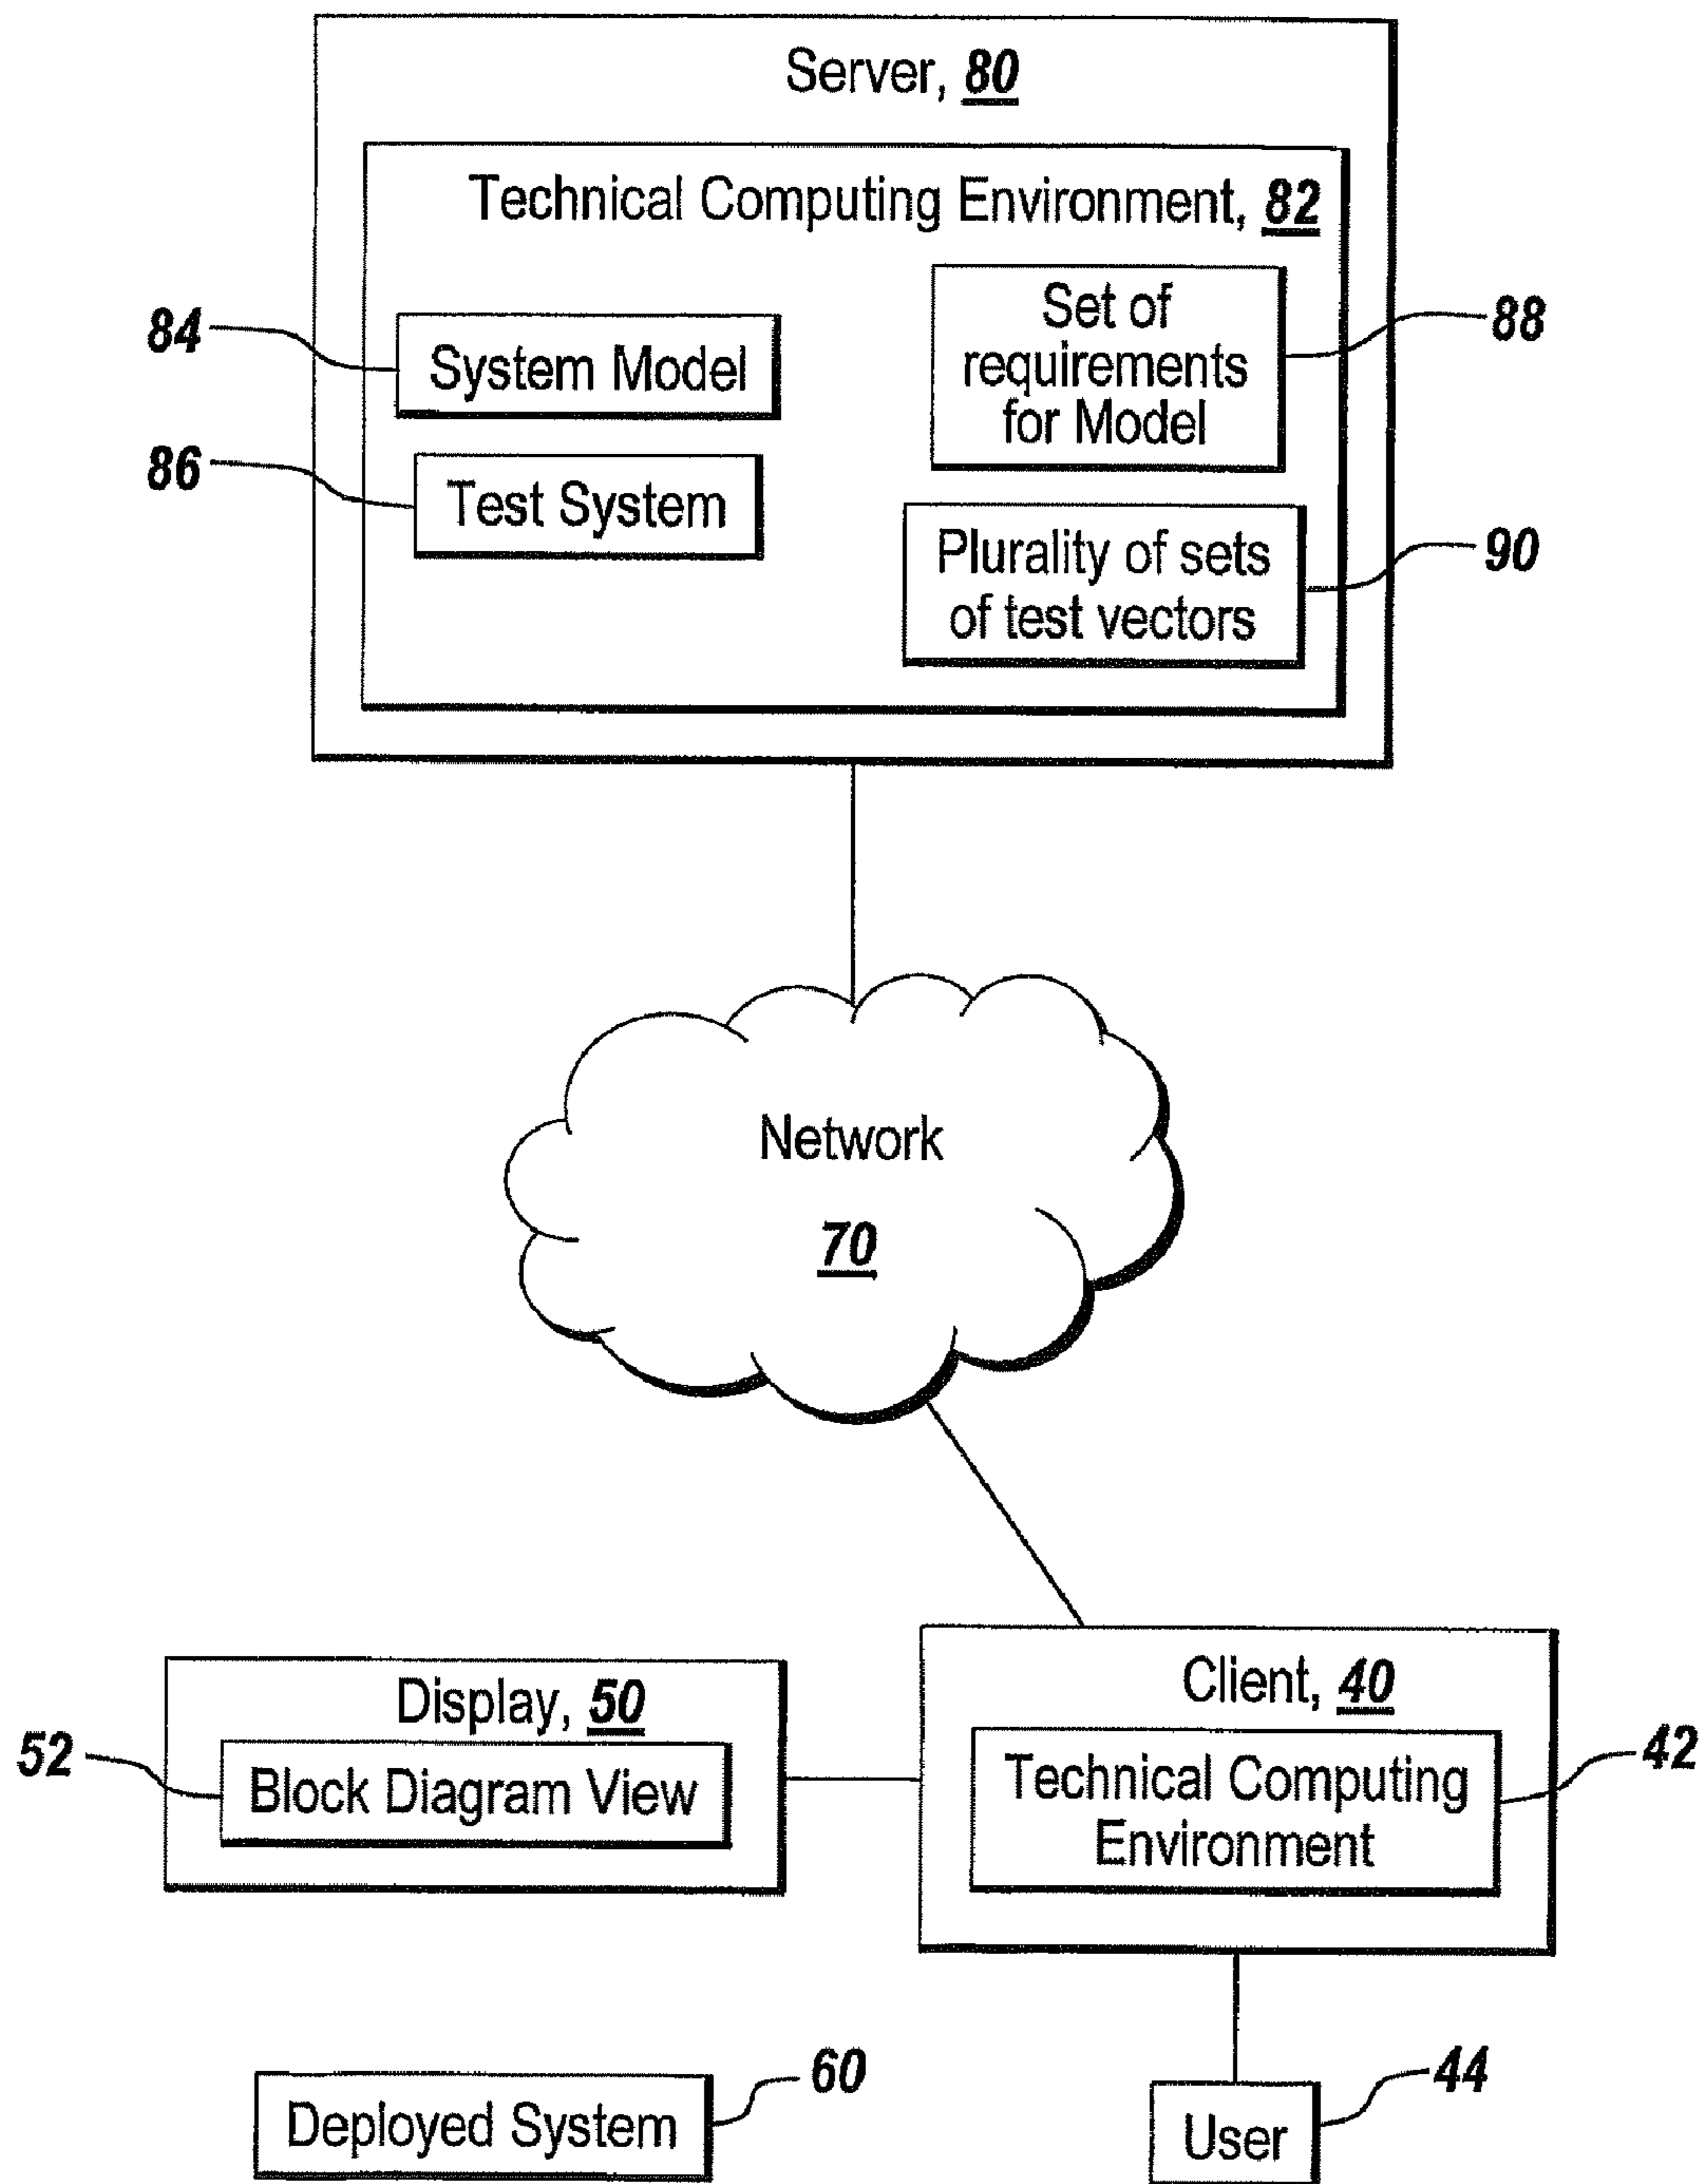 Server, 80
Technical Computing Environment, 82
84
System Model
Set of
requirements
for Model
88
86
Test System
Plurality of sets
of test vectors
90
Network
70
Display, 50
52
Block Diagram View
Client, 40
Technical Computing
Environment
42
Deployed System
60
User
44